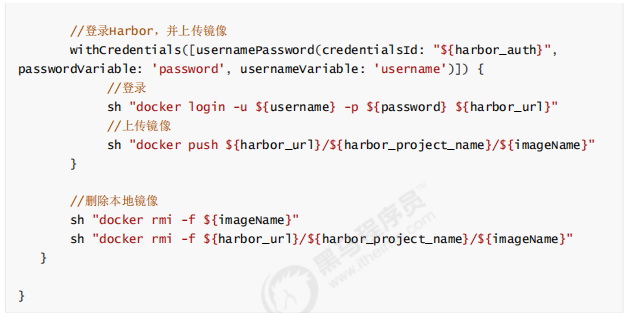 //登录Harbor，并上传镜像
withCredentials([usernamePassword(credentialsId: "${harbor_auth}",
passwordVariable: 'password', usernameVariable: 'username')]) {
//登录
sh "docker login -u ${username} -p ${password} ${harbor_url}"
//上传镜像
sh "docker push ${harbor_url}/${harbor_project_name}/${imageName}"
}
//删除本地镜像
sh "docker rmi -f ${imageName}"
sh "docker rmi -f ${harbor_url}/${harbor_project_name}/${imageName}"
}
}
黑马程序员